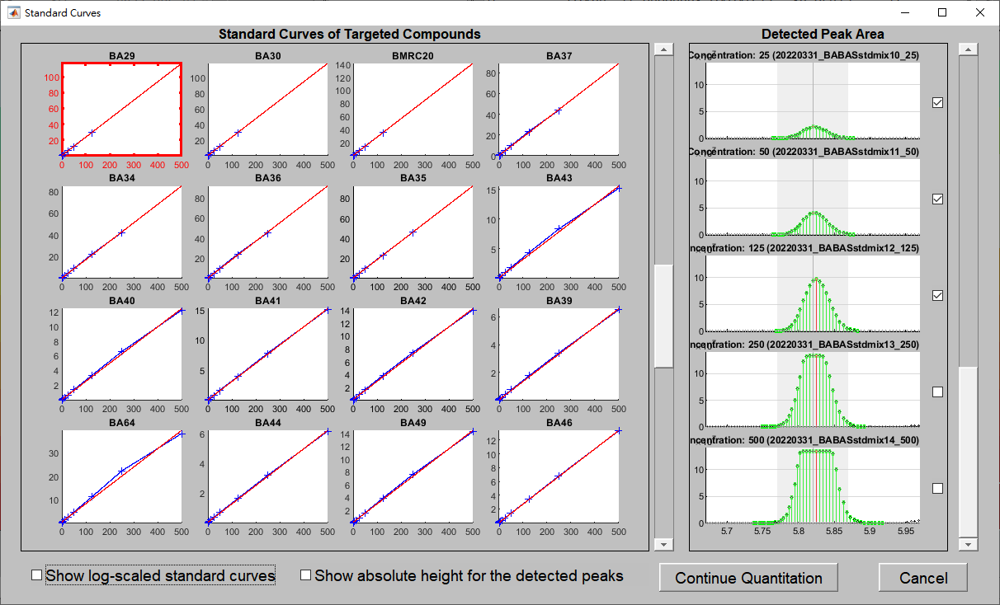 Standard Curves
Standard Curves of Targeted Compounds
Detected Peak Area
BA29 BA30 BMRC20 BA37
100 80 60 40 20
0 100 200 300 400 500
100 80 60 40 20
0 100 200 300 400 500
140 120 100 80 60 40 20
0 100 200 300 400 500
80 60 40 20 0
0 100 200 300 400 500
BA34 BA36 BA35 BA43
80 60 40 20
0 100 200 300 400 500
80 60 40 20
0 100 200 300 400 500
80 60 40 20
0 100 200 300 400 500
15 10 5
0 100 200 300 400 500
BA40 BA41 BA42 BA39
12 10 8 6 4 2
0 100 200 300 400 500
15 10 5
0 100 200 300 400 500
14 12 10 8 6 4 2
0 100 200 300 400 500
6 4 2
0 100 200 300 400 500
BA64 BA44 BA49 BA46
30 20 10
0 100 200 300 400 500
6 4 2
0 100 200 300 400 500
14 12 10 8 6 4 2
0 100 200 300 400 500
12 10 8 6 4 2
0 100 200 300 400 500
Concentration: 25 (20220331_BABASstdmix10_25)
10 5 0
Concentration: 50 (20220331_BABASstdmix11_50)
10 5 0
ncentration: 125 (20220331_BABASstdmix12_125)
10 5 0
ncentration: 250 (20220331_BABASstdmix13_250)
10 5 0
ncentration: 500 (20220331_BABASstdmix14_500)
10 5 0
5.7 5.75 5.8 5.85 5.9 5.95
Show log-scaled standard curves
Show absolute height for the detected peaks
Continue Quantitation
Cancel